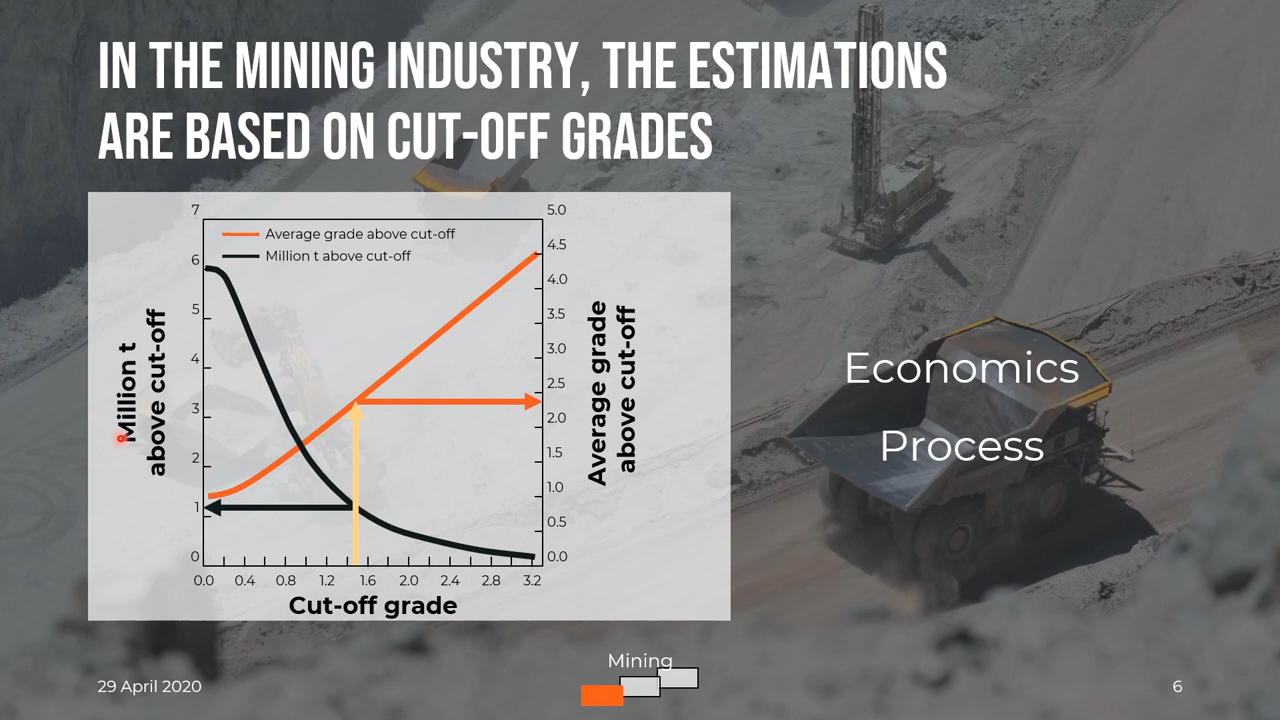 IN THE MINING INDUSTRY, THE ESTIMATIONS
ARE BASED ON CUT-OFF GRADES
Average grade above cut-off
Million t above cut-off
Million t
above cut-off
7
6
5
4
3
2
1
0
5.0
4.5
4.0
3.5
3.0
2.5
2.0
1.5
1.0
0.5
0.0
Average grade
above cut-off
0.0 0.4 0.8 1.2 1.6 2.0 2.4 2.8 3.2
Cut-off grade
Economics
Process
Mining
29 April 2020
6